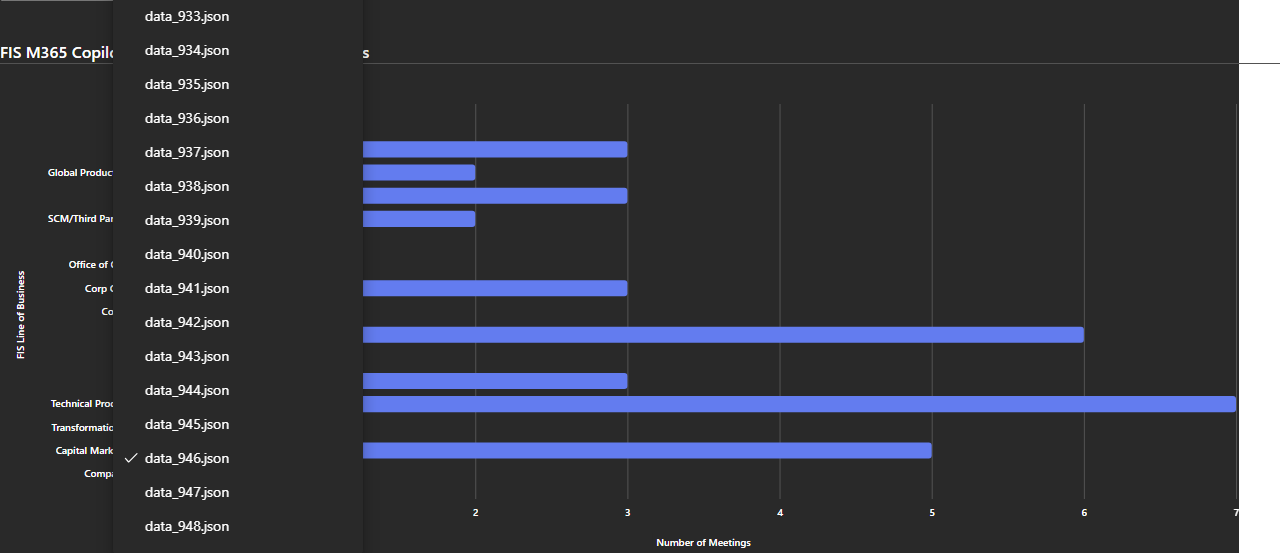 FIS M365 Copilo
s
data_933.json
data_934.json
data_935.json
data_936.json
data_937.json
data_938.json
data_939.json
data_940.json
data_941.json
data_942.json
data_943.json
data_944.json
data_945.json
data_946.json
data_947.json
data_948.json
FIS Line of Business
Global Produc
SCM/Third Par
Office of
Corp
Co
Technical Proc
Transformatio
Capital Mark
Compa
2
3
4
5
6
7
Number of Meetings